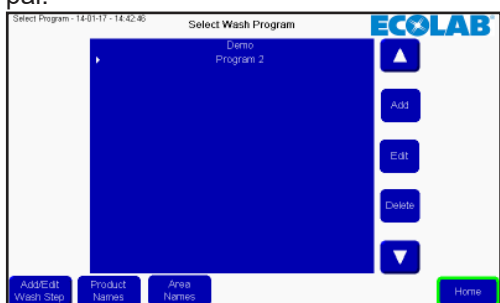 par.
Select Program - 14-01-17 - 14:42:46
Select Wash Program
ECOLAB®
Demo
Program 2
Add
Edit
Delete
Add/Edit
Wash Step
Product
Names
Area
Names
Home